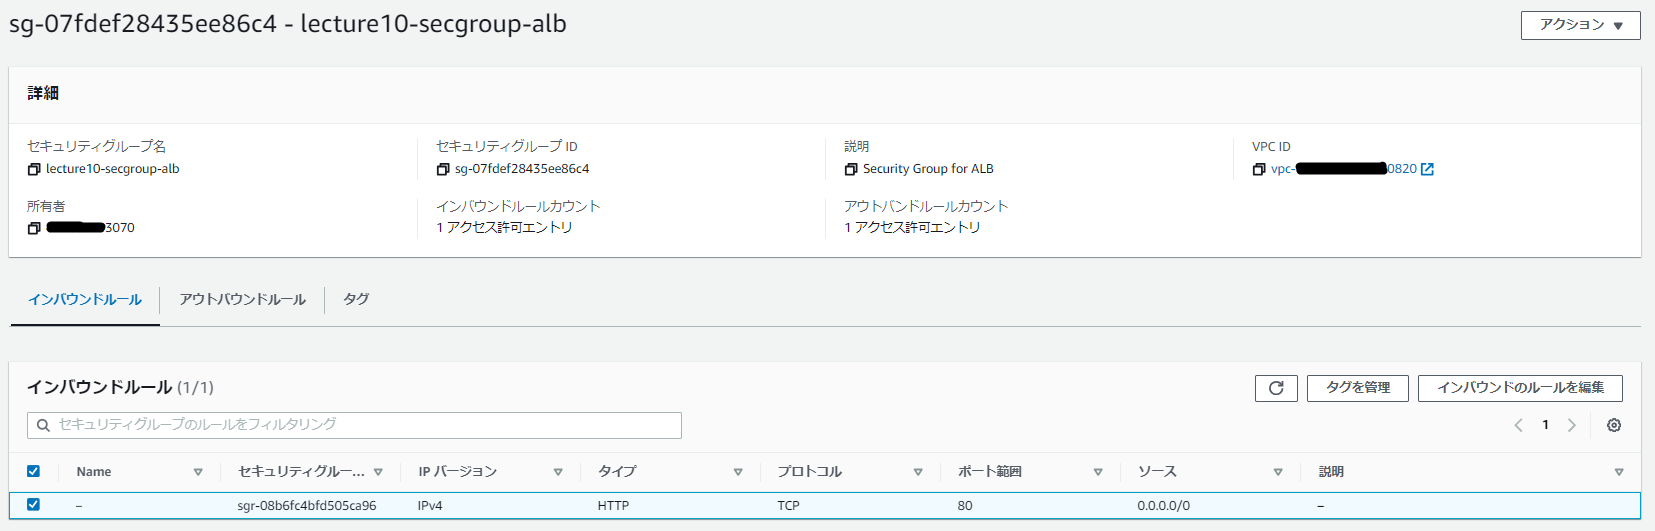 sg-07fdef28435ee86c4 - lecture10-secgroup-alb
アクション
詳細
セキュリティグループ名
lecture10-secgroup-alb
セキュリティグループ ID
sg-07fdef28435ee86c4
説明
Security Group for ALB
VPC ID
vpc-
0820
所有者
3070
インバウンドルールカウント
1 アクセス許可エントリ
アウトバンドルールカウント
1 アクセス許可エントリ
インバウンドルール
アウトバウンドルール
タグ
インバウンドルール (1/1)
タグを管理
インバウンドのルールを編集
セキュリティグループのルールをフィルタリング
1
Name セキュリティグルー... IP バージョン タイプ プロトコル ポート範囲 ソース 説明
– sgr-08b6fc4bfd505ca96 IPv4 HTTP TCP 80 0.0.0.0/0 –